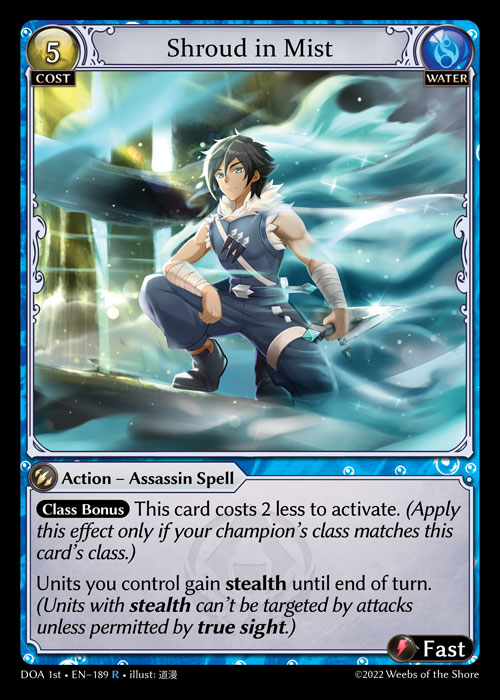 5
COST
Shroud in Mist
WATER
Action – Assassin Spell
Class Bonus This card costs 2 less to activate. (Apply
this effect only if your champion's class matches this
card's class.)
Units you control gain stealth until end of turn.
(Units with stealth can't be targeted by attacks
unless permitted by true sight.)
Fast
DOA 1st • EN–189 R • illust: 道漫
©2022 Weebs of the Shore